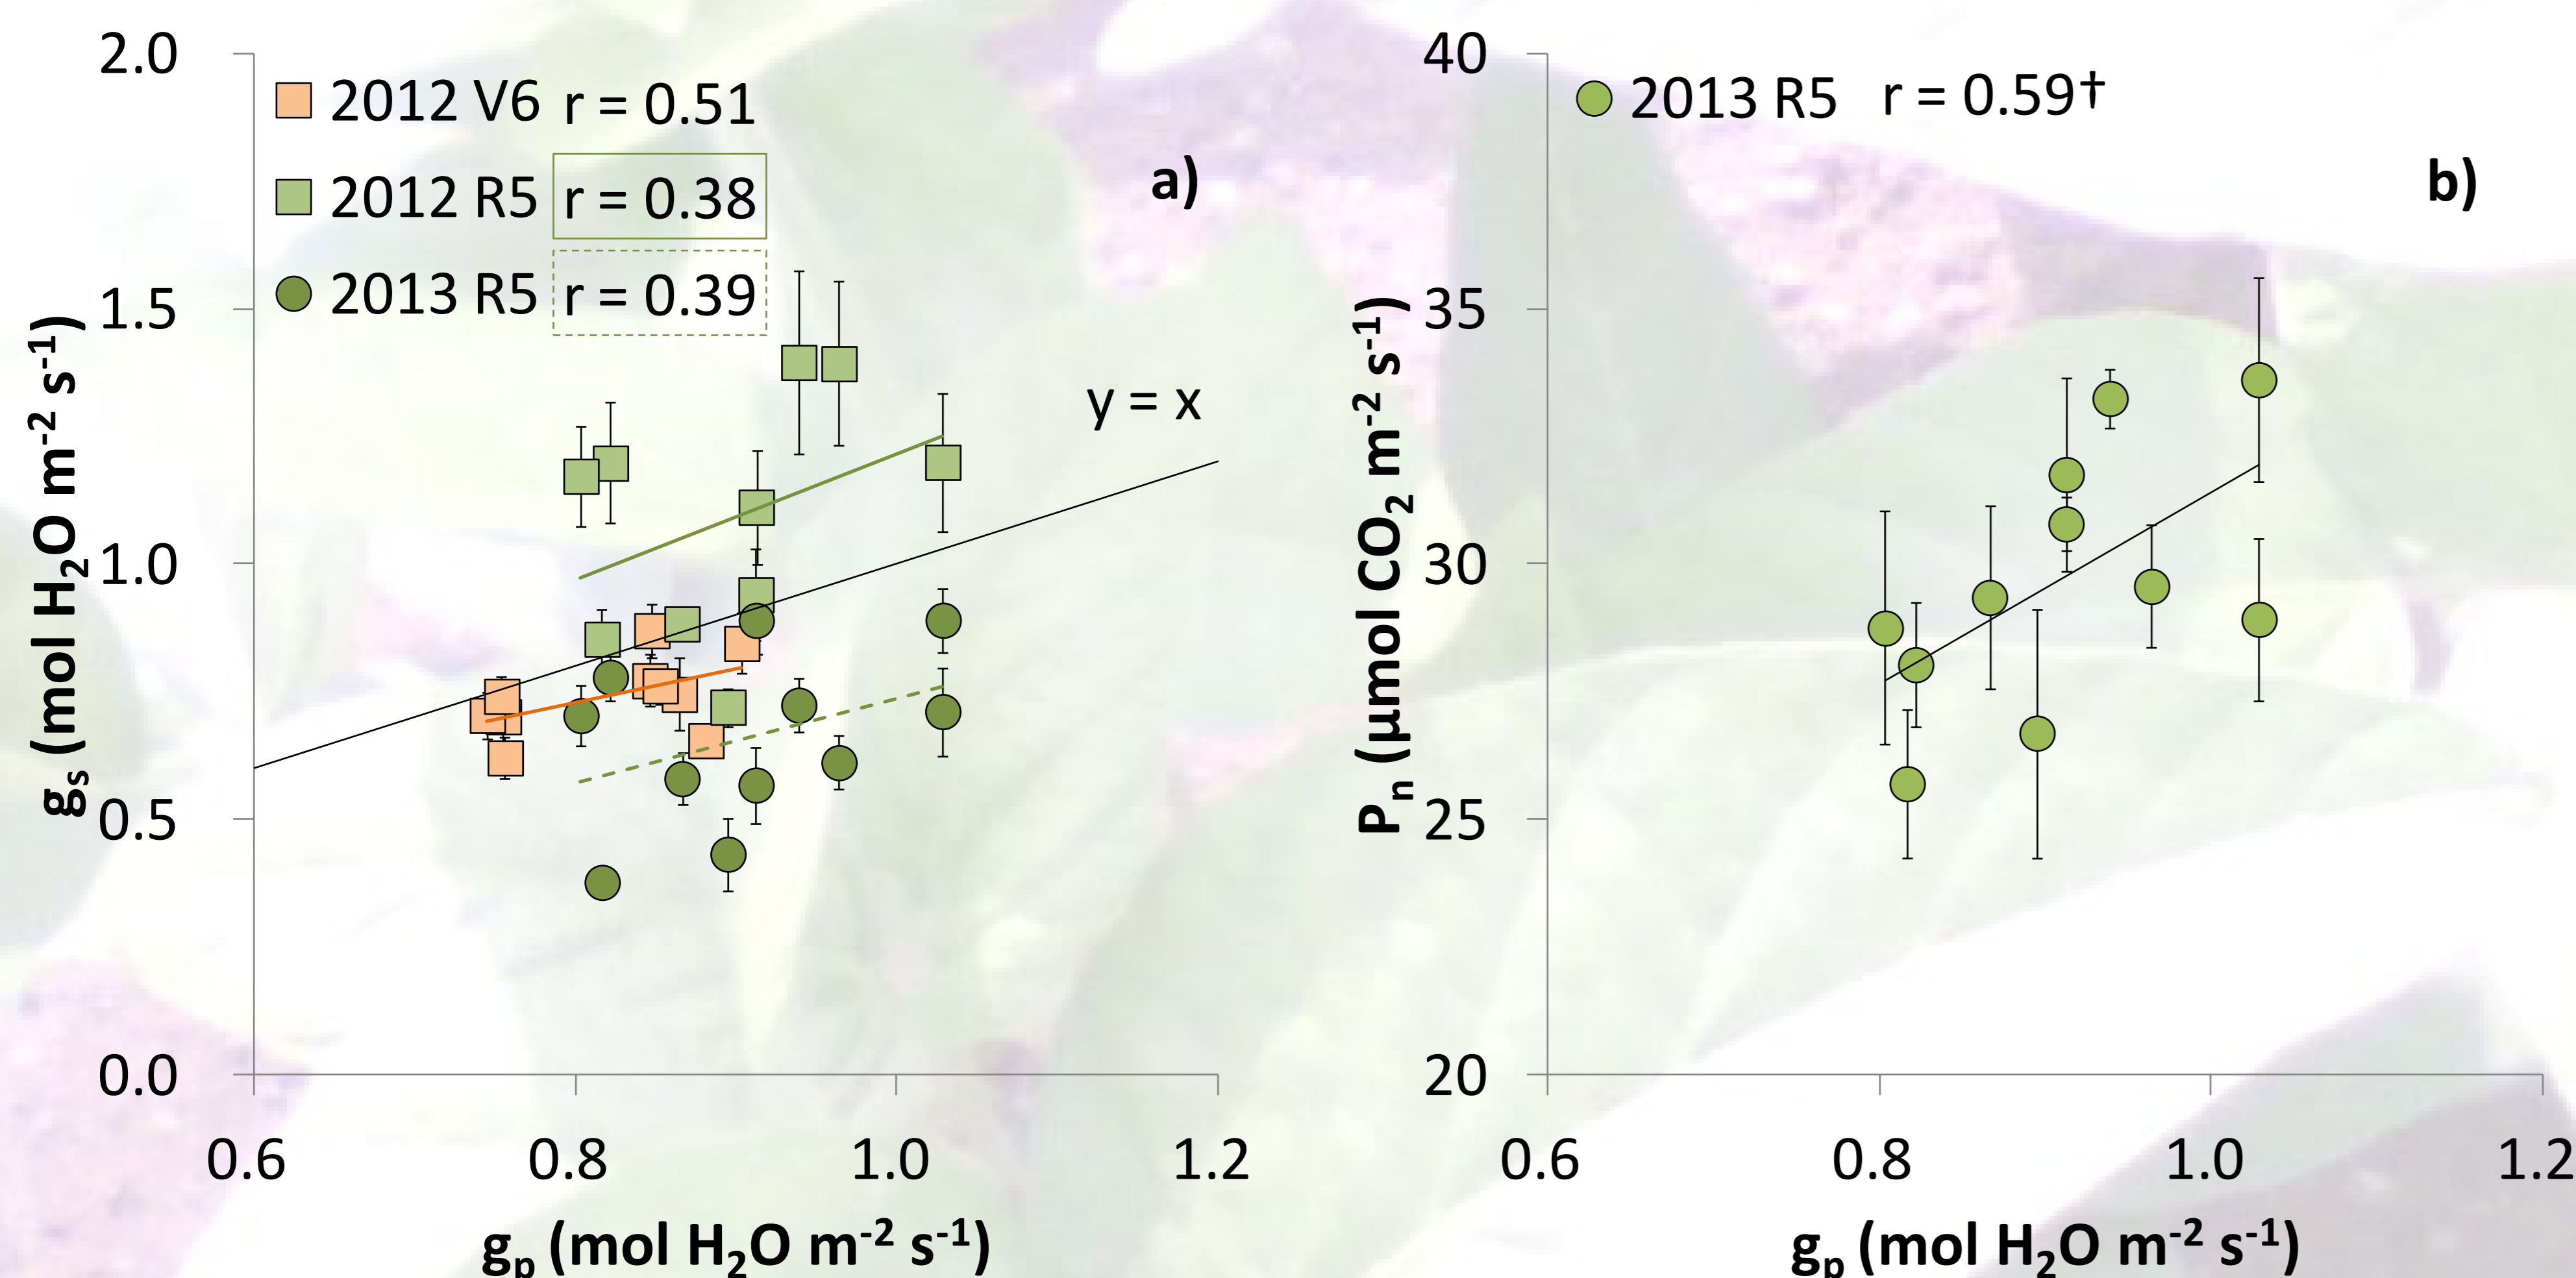 2.0
1.5
1.0
0.5
0.0
0.6 0.8 1.0 1.2
gs (mol H2O m-2 s-1)
gp (mol H2O m-2 s-1)
2012 V6 r = 0.51
2012 R5 r = 0.38
2013 R5 r = 0.39
a)
y = x
40
35
30
25
20
0.6 0.8 1.0 1.2
Pn (µmol CO2 m-2 s-1)
gp (mol H2O m-2 s-1)
2013 R5 r = 0.59†
b)